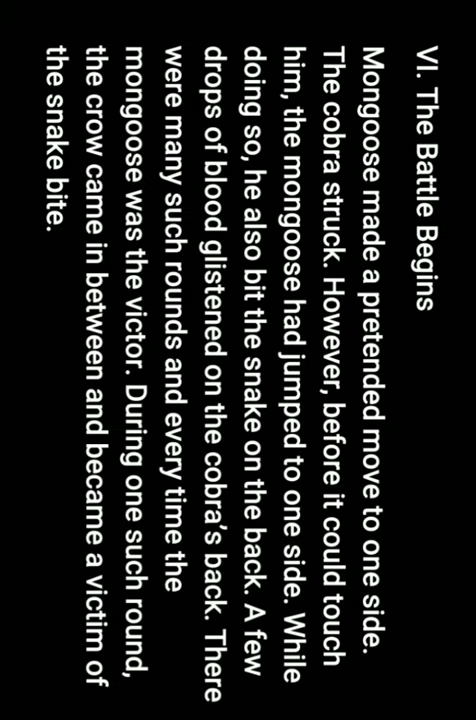 VI. The Battle Begins
Mongoose made a pretended move to one side.
The cobra struck. However, before it could touch
him, the mongoose had jumped to one side. While
doing so, he also bit the snake on the back. A few
drops of blood glistened on the cobra's back. There
were many such rounds and every time the
mongoose was the victor. During one such round,
the crow came in between and became a victim of
the snake bite.